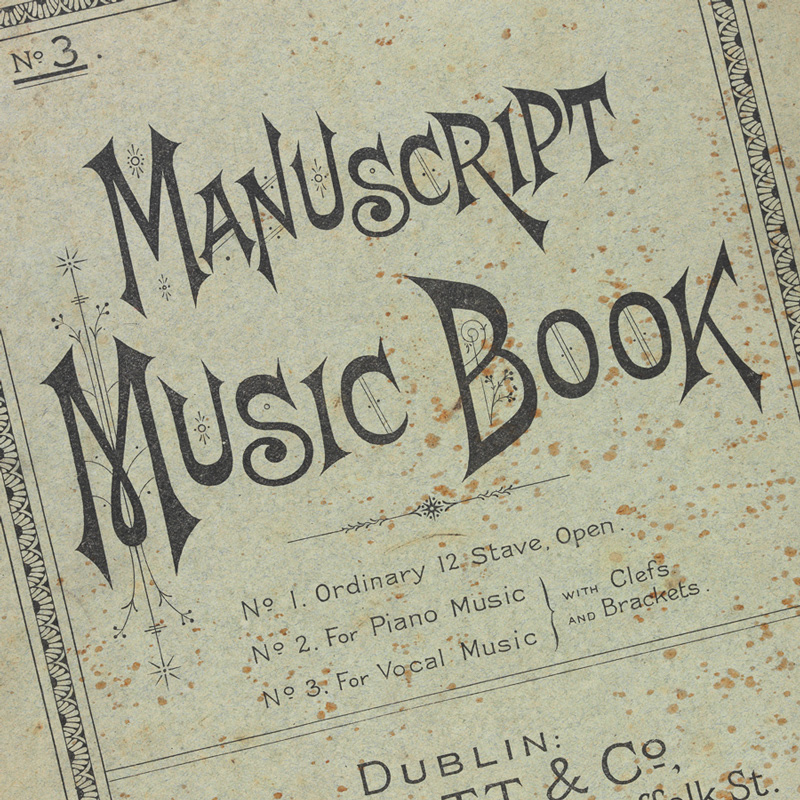 No 3.
MANUSCRIPT
MUSIC BOOK
No 1. Ordinary 12 Stave, Open.
No 2. For Piano Music } WITH Clefs
No 3. For Vocal Music } AND Brackets.
DUBLIN:
& Co,
St.